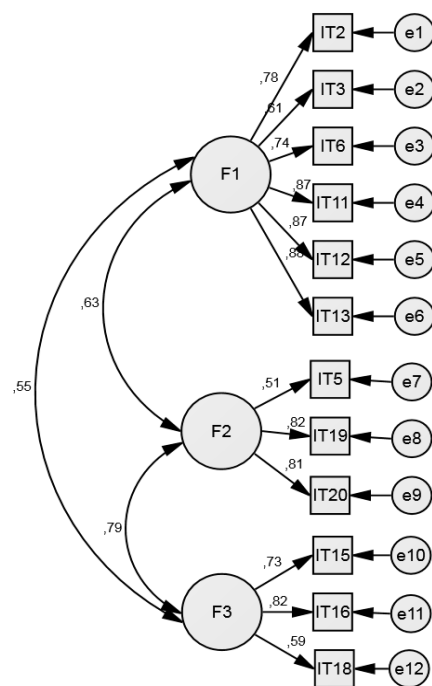 IT2 e1
,78
IT3 e2
,61
IT6 e3
,74
F1
,87 IT11 e4
,87
IT12 e5
,88
IT13 e6
,63
,55
IT5 e7
,51
F2
,82 IT19 e8
,81
IT20 e9
,79
IT15 e10
,73
F3
,82 IT16 e11
,59
IT18 e12